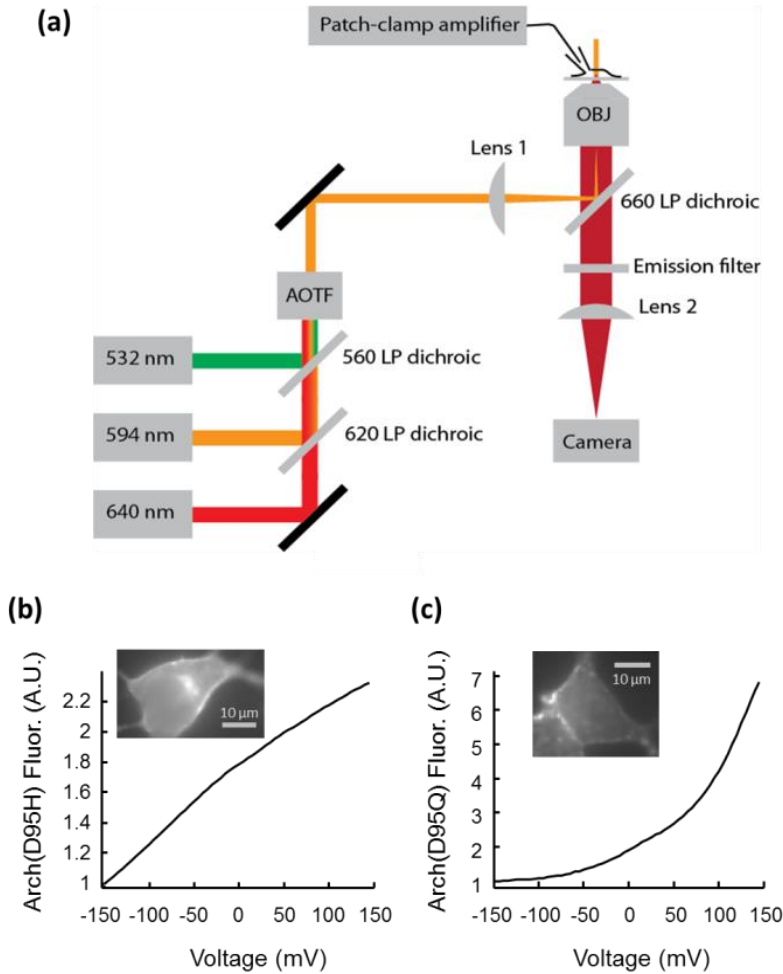 (a)
Patch-clamp amplifier
OBJ
Lens 1
660 LP dichroic
Emission filter
AOTF
Lens 2
532 nm
560 LP dichroic
594 nm
620 LP dichroic
Camera
640 nm
(b)
Arch(D95H) Fluor. (A.U.)
2.2
2
1.8
1.6
1.4
1.2
1
10 μm
-150 -100 -50 0 50 100 150
Voltage (mV)
(c)
Arch(D95Q) Fluor. (A.U.)
7
6
5
4
3
2
1
10 μm
-150 -100 -50 0 50 100 150
Voltage (mV)